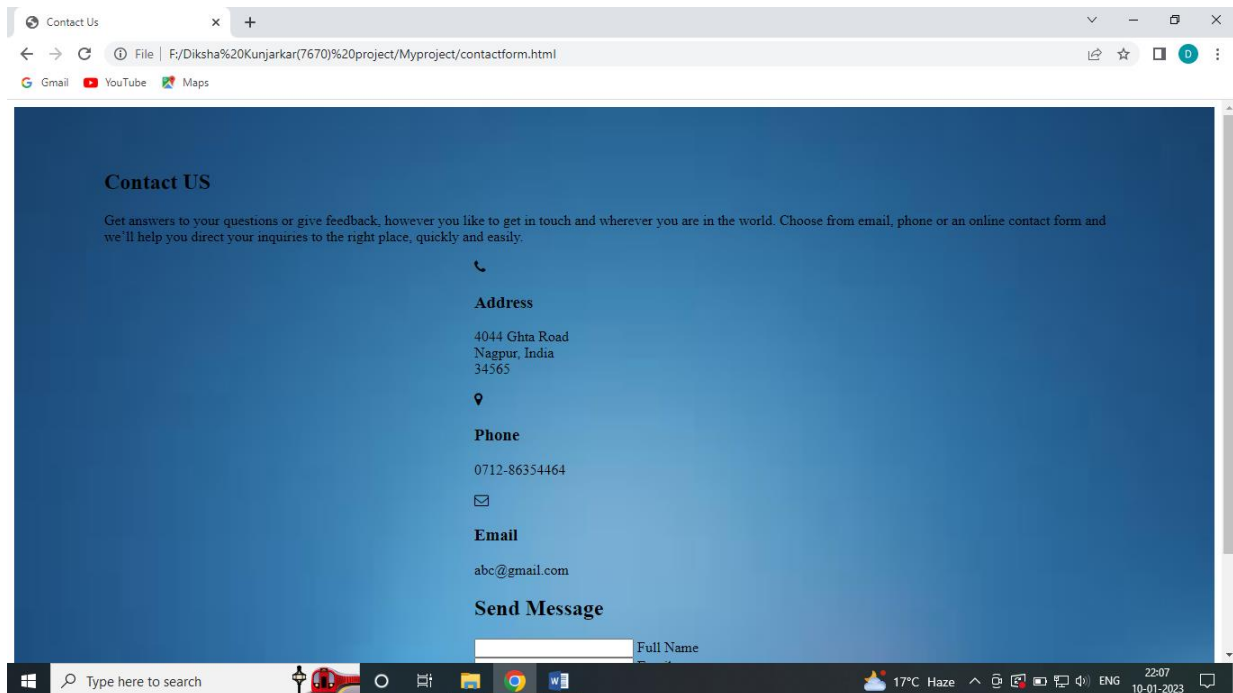 Contact Us
File F:/Diksha%20Kunjarkar(7670)%20project/Myproject/contactform.html
D
Gmail YouTube Maps
Contact US
Get answers to your questions or give feedback, however you like to get in touch and wherever you are in the world. Choose from email, phone or an online contact form and
we'll help you direct your inquiries to the right place, quickly and easily.
Address
4044 Ghta Road
Nagpur, India
34565
Phone
0712-86354464
Email
abc@gmail.com
Send Message
Full Name
Type here to search
17°C Haze
ENG
22:07
10-01-2023